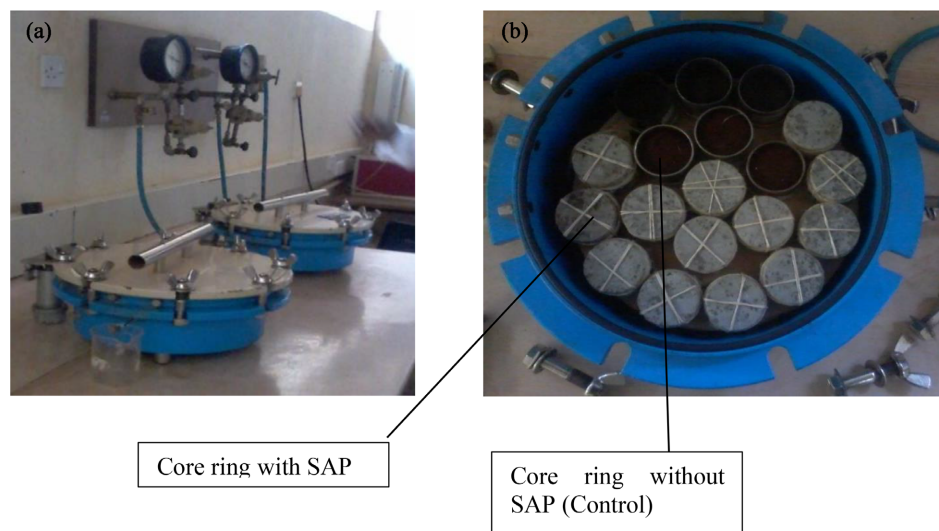 (a)
(b)
Core ring with SAP
Core ring without
SAP (Control)